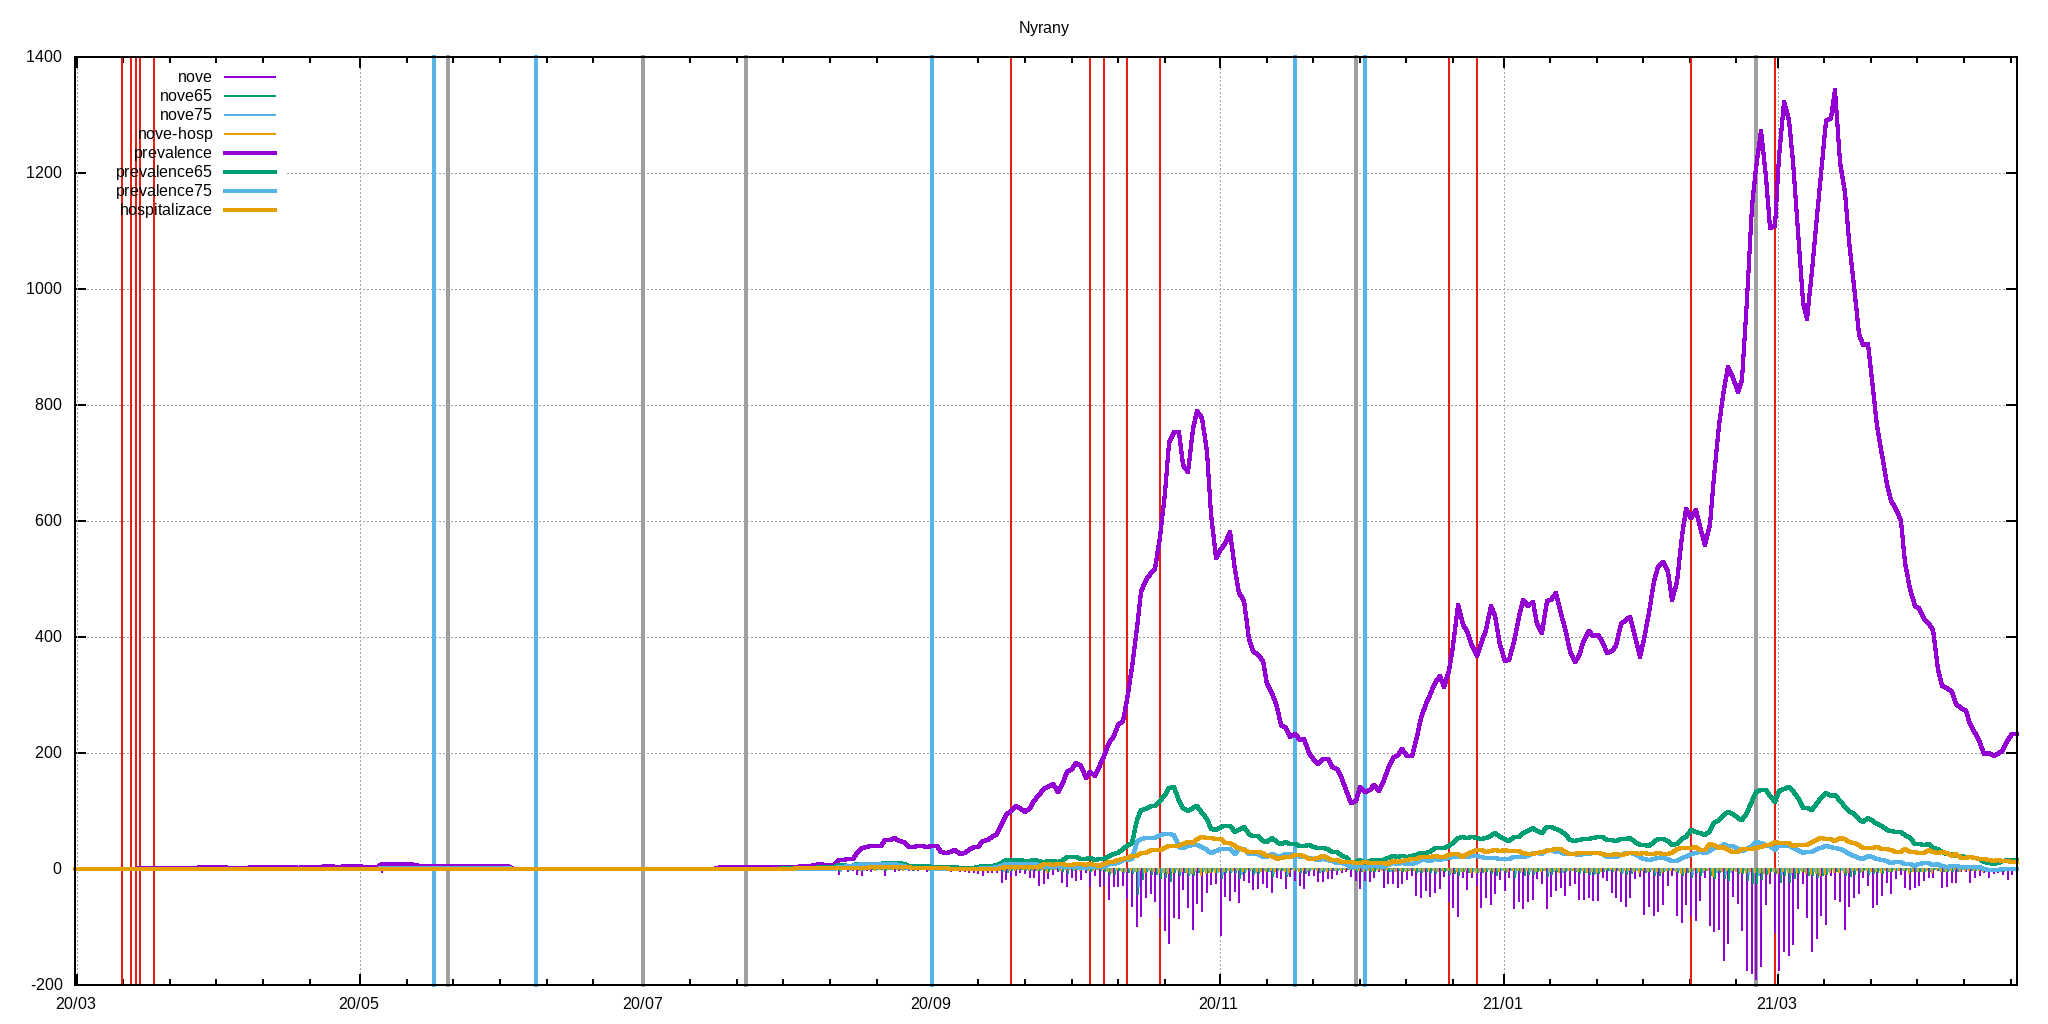 Nyrany
1400
1200
1000
800
600
400
200
0
-200
nove
nove65
nove75
nove-hosp
prevalence
prevalence65
prevalence75
hospitalizace
20/03 20/05 20/07 20/09 20/11 21/01 21/03